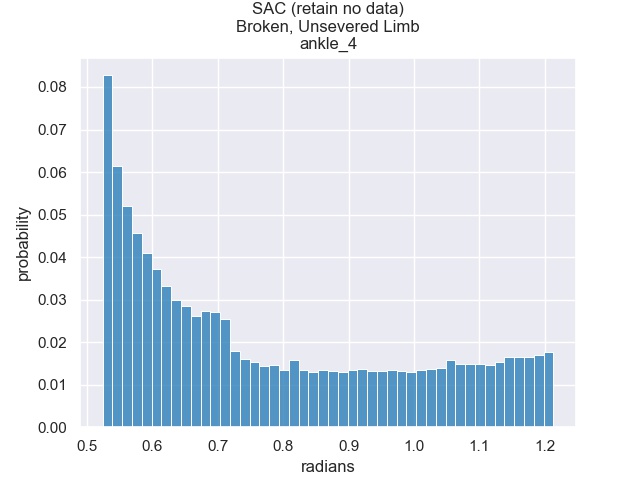 SAC (retain no data)
Broken, Unsevered Limb
ankle_4
0.08
0.07
0.06
0.05
0.04
0.03
0.02
0.01
0.00
probability
0.5 0.6 0.7 0.8 0.9 1.0 1.1 1.2
radians